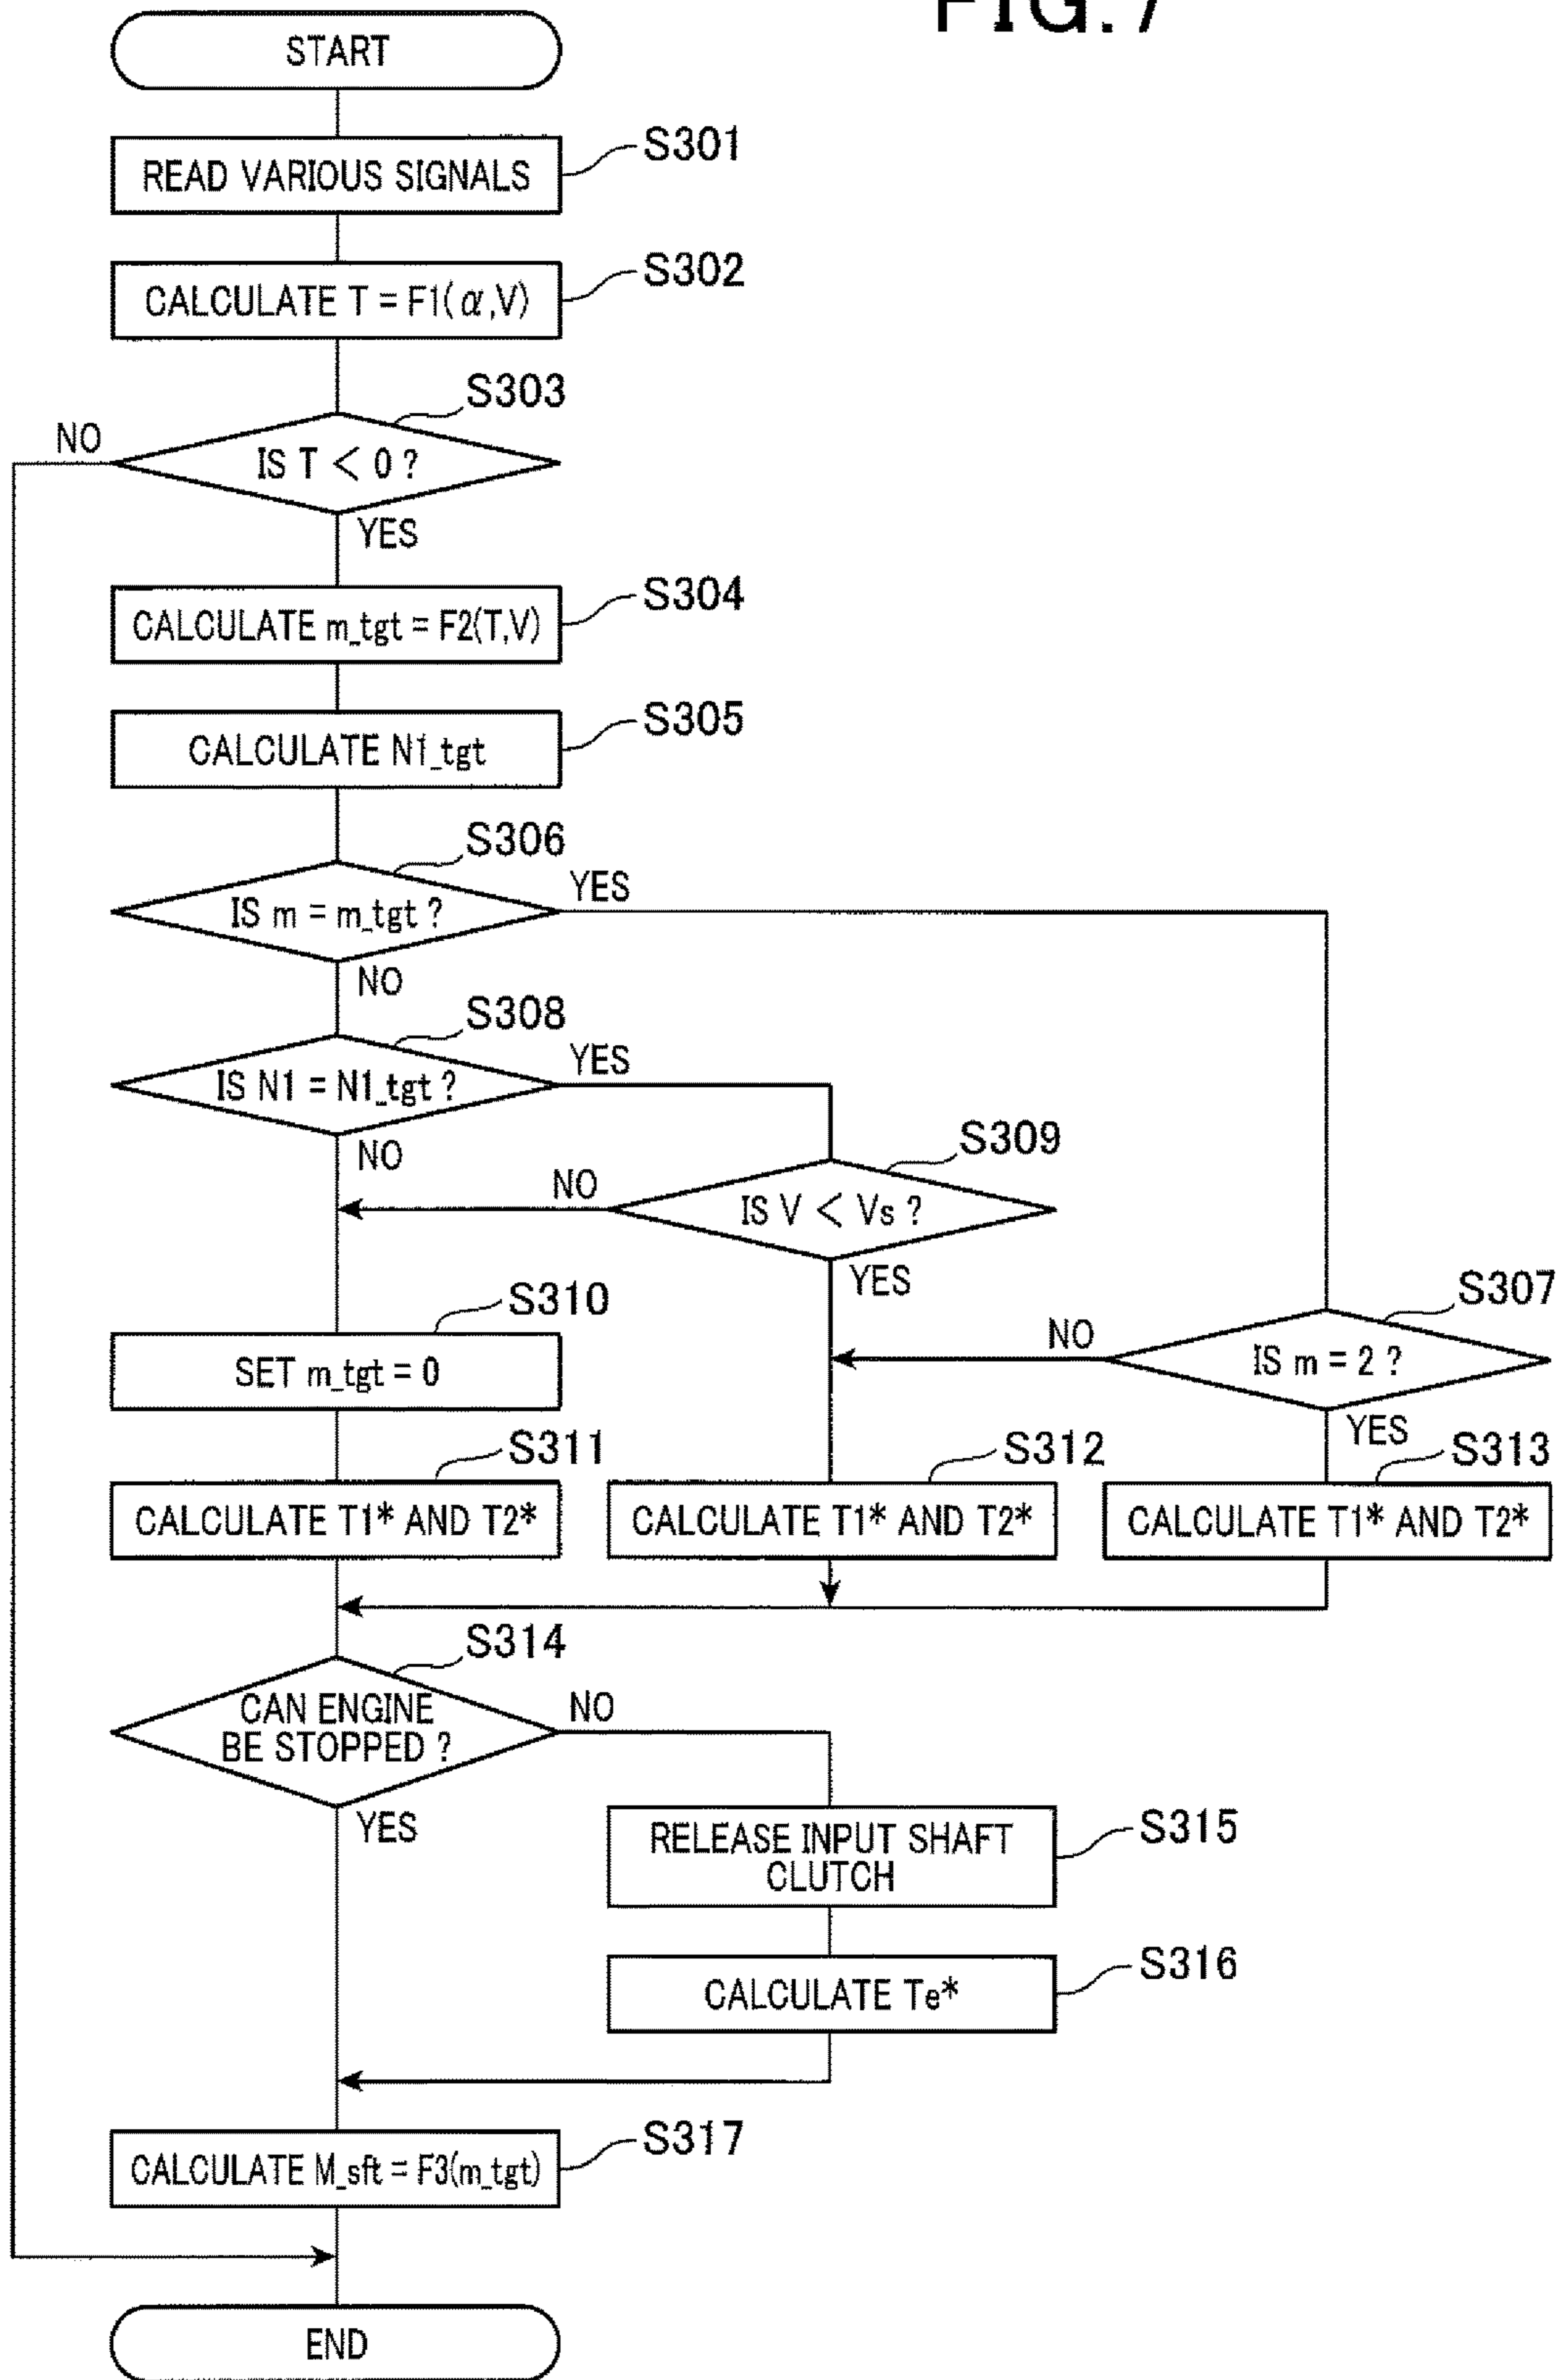 FIG. 7
START
READ VARIOUS SIGNALS
S301
CALCULATE T = F1(α,V)
S302
S303
NO
IS T < 0 ?
YES
CALCULATE m_tgt = F2(T,V)
S304
CALCULATE N1_tgt
S305
S306
IS m = m_tgt ?
YES
NO
S308
IS N1 = N1_tgt ?
YES
NO
S309
NO
IS V < Vs ?
YES
S307
NO
IS m = 2 ?
YES
S310
SET m_tgt = 0
S311
CALCULATE T1* AND T2*
S312
CALCULATE T1* AND T2*
S313
CALCULATE T1* AND T2*
S314
CAN ENGINE
BE STOPPED ?
NO
YES
RELEASE INPUT SHAFT
CLUTCH
S315
CALCULATE Te*
S316
CALCULATE M_sft = F3(m_tgt)
S317
END